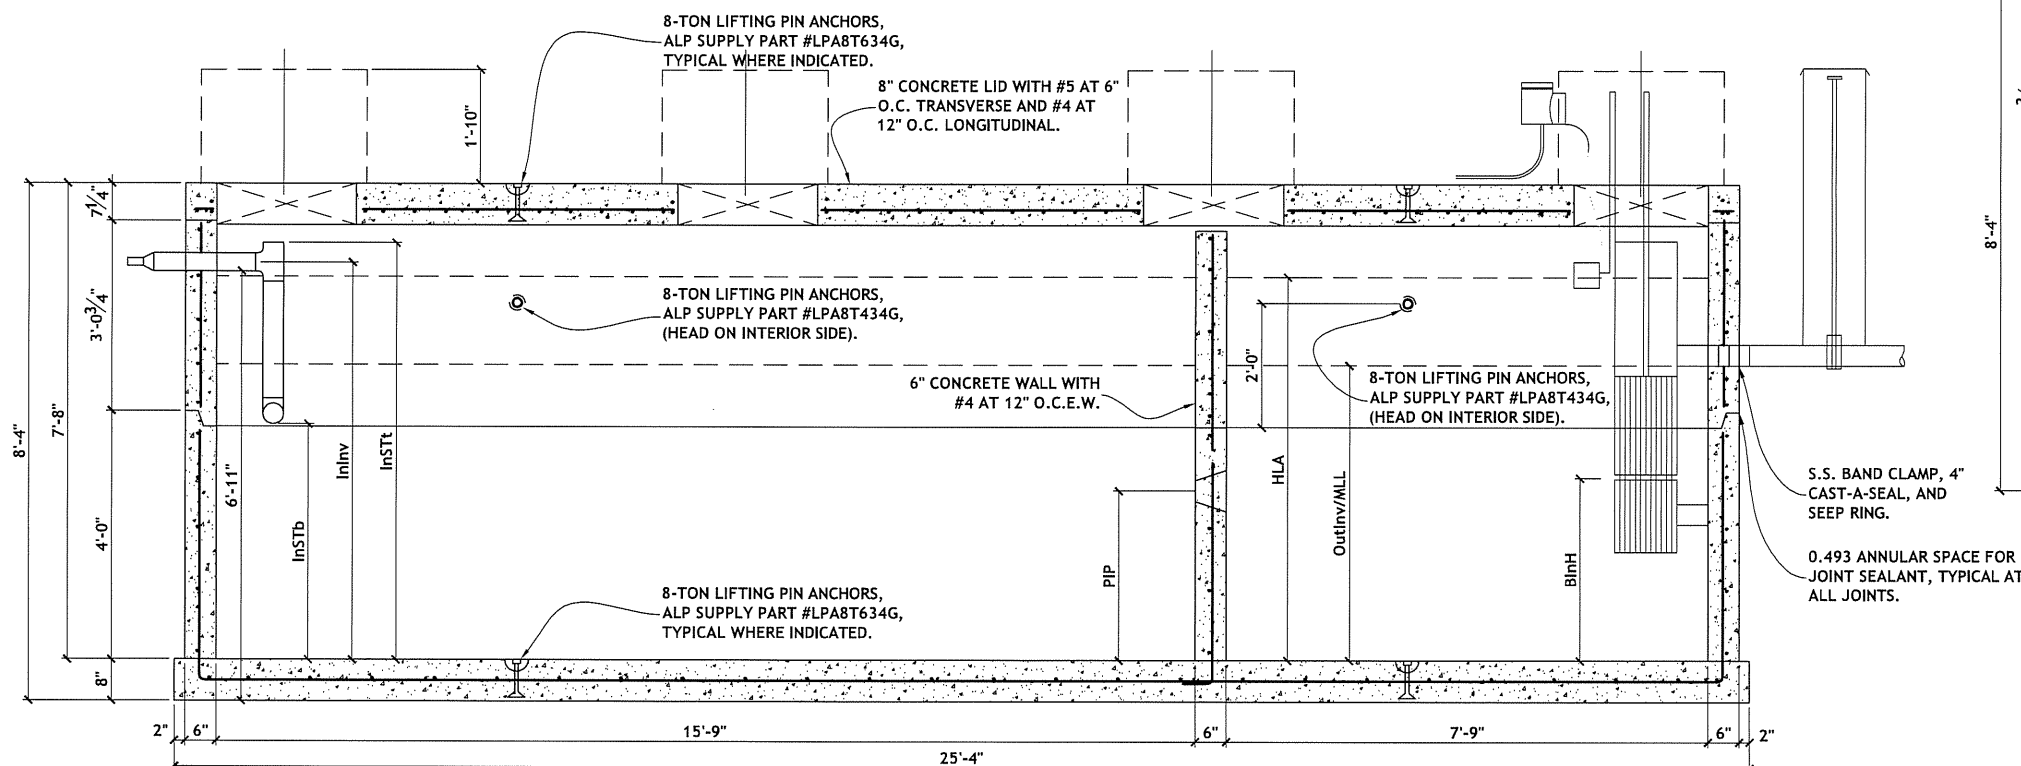 8-TON LIFTING PIN ANCHORS,
ALP SUPPLY PART #LPA8T634G,
TYPICAL WHERE INDICATED.
8" CONCRETE LID WITH #5 AT 6"
O.C. TRANSVERSE AND #4 AT
12" O.C. LONGITUDINAL.
1'-10"
7 1/4"
3'-0 3/4"
4'-0"
8"
7'-8"
8'-4"
6'-11"
InSTb
InInv
InSTt
8-TON LIFTING PIN ANCHORS,
ALP SUPPLY PART #LPA8T434G,
(HEAD ON INTERIOR SIDE).
6" CONCRETE WALL WITH
#4 AT 12" O.C.E.W.
8-TON LIFTING PIN ANCHORS,
ALP SUPPLY PART #LPA8T634G,
TYPICAL WHERE INDICATED.
PIP
HLA
2'-0"
OutInv/MLL
8-TON LIFTING PIN ANCHORS,
ALP SUPPLY PART #LPA8T434G,
(HEAD ON INTERIOR SIDE).
BInH
S.S. BAND CLAMP, 4"
CAST-A-SEAL, AND
SEEP RING.
0.493 ANNULAR SPACE FOR
JOINT SEALANT, TYPICAL AT
ALL JOINTS.
8'-4"
2" 6" 15'-9" 6" 7'-9" 6" 2"
25'-4"